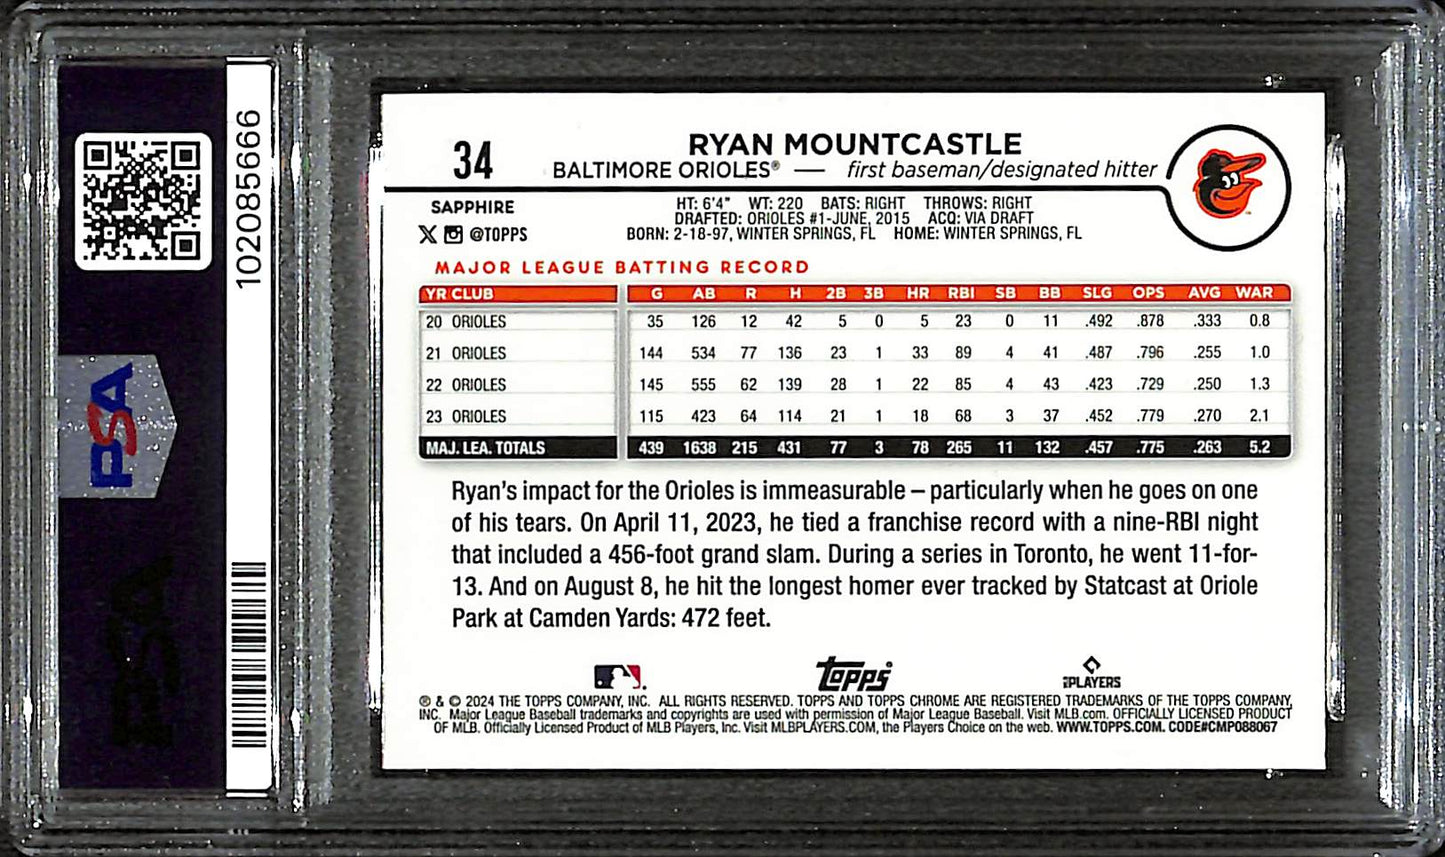 102085666
PSA
PSA
34
RYAN MOUNTCASTLE
BALTIMORE ORIOLES® — first baseman/designated hitter
SAPPHIRE
@TOPPS
HT: 6'4" WT: 220 BATS: RIGHT THROWS: RIGHT
DRAFTED: ORIOLES #1-JUNE, 2015 ACQ: VIA DRAFT
BORN: 2-18-97, WINTER SPRINGS, FL HOME: WINTER SPRINGS, FL
MAJOR LEAGUE BATTING RECORD
YR CLUB G AB R H 2B 3B HR RBI SB BB SLG OPS AVG WAR
20 ORIOLES 35 126 12 42 5 0 5 23 0 11 .492 .878 .333 0.8
21 ORIOLES 144 534 77 136 23 1 33 89 4 41 .487 .796 .255 1.0
22 ORIOLES 145 555 62 139 28 1 22 85 4 43 .423 .729 .250 1.3
23 ORIOLES 115 423 64 114 21 1 18 68 3 37 .452 .779 .270 2.1
MAJ. LEA. TOTALS 439 1638 215 431 77 3 78 265 11 132 .457 .775 .263 5.2
Ryan's impact for the Orioles is immeasurable – particularly when he goes on one
of his tears. On April 11, 2023, he tied a franchise record with a nine-RBI night
that included a 456-foot grand slam. During a series in Toronto, he went 11-for-
13. And on August 8, he hit the longest homer ever tracked by Statcast at Oriole
Park at Camden Yards: 472 feet.
topps
PLAYERS
® & © 2024 THE TOPPS COMPANY, INC. ALL RIGHTS RESERVED. TOPPS AND TOPPS CHROME ARE REGISTERED TRADEMARKS OF THE TOPPS COMPANY,
INC. Major League Baseball trademarks and copyrights are used with permission of Major League Baseball. Visit MLB.com. OFFICIALLY LICENSED PRODUCT
OF MLB. Officially Licensed Product of MLB Players, Inc. Visit MLBPLAYERS.COM, the Players Choice on the web. WWW.TOPPS.COM. CODE#CMP088067